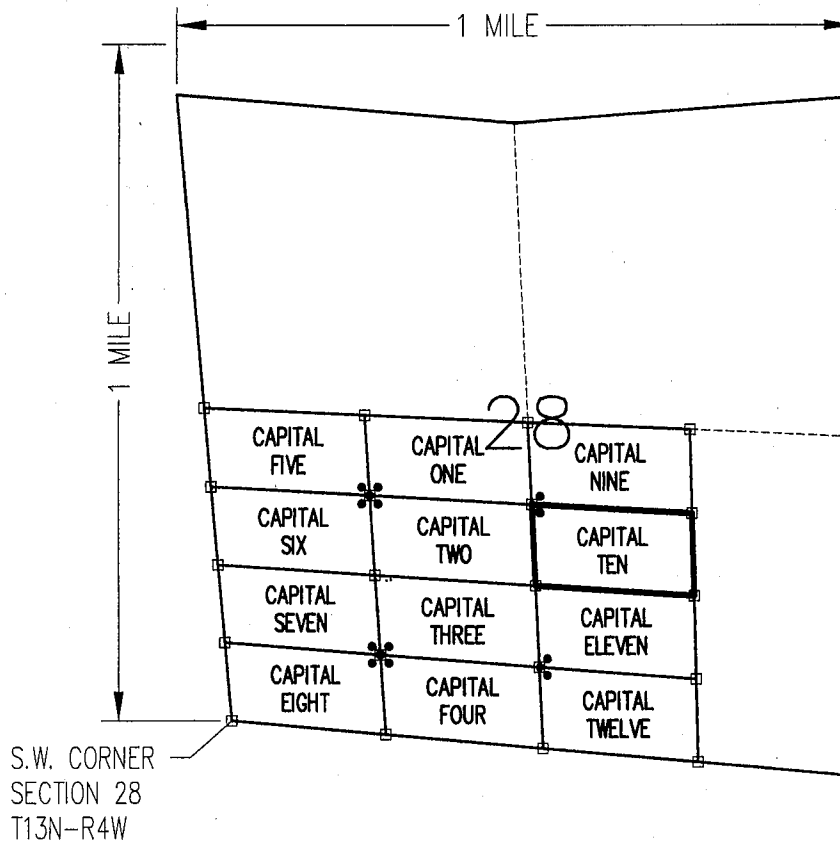 1 MILE
1 MILE
28
CAPITAL
FIVE
CAPITAL
ONE
CAPITAL
NINE
CAPITAL
SIX
CAPITAL
TWO
CAPITAL
TEN
CAPITAL
SEVEN
CAPITAL
THREE
CAPITAL
ELEVEN
CAPITAL
EIGHT
CAPITAL
FOUR
CAPITAL
TWELVE
S.W. CORNER
SECTION 28
T13N-R4W